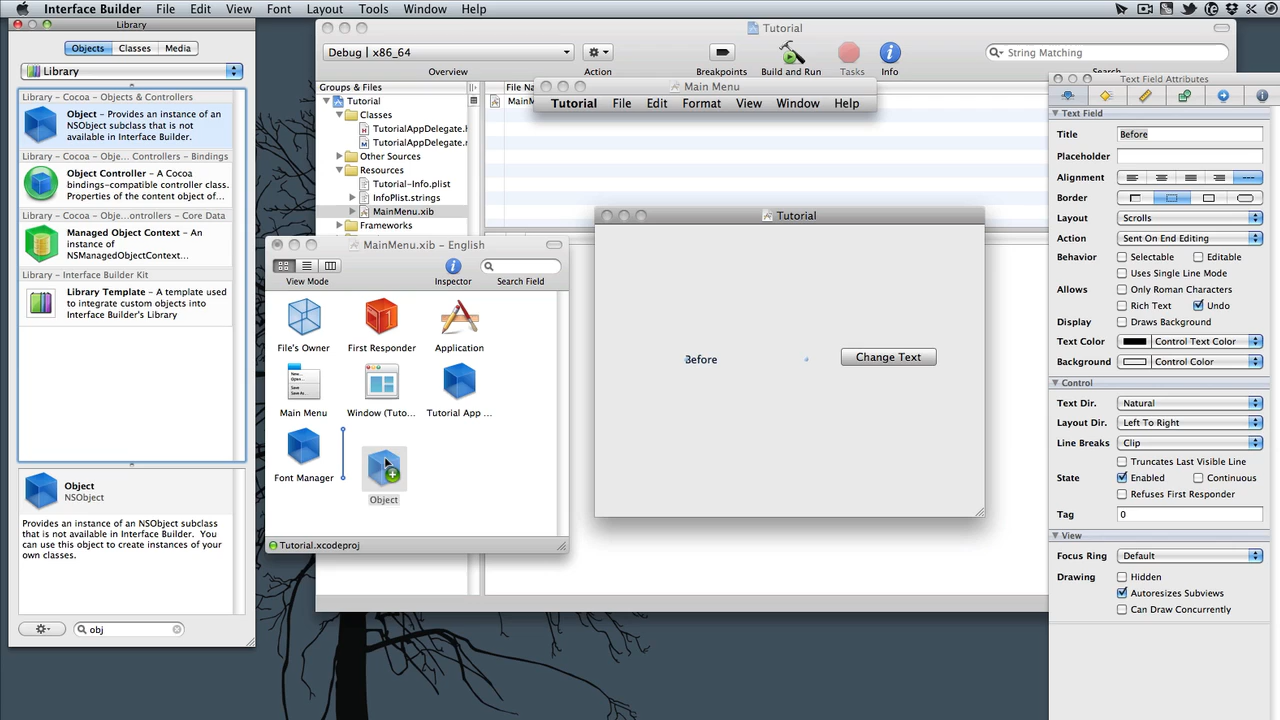 Interface Builder File Edit View Font Layout Tools Window Help
Library
Objects Classes Media
Library
Library – Cocoa – Objects & Controllers
Object – Provides an instance of an
NSObject subclass that is not
available in Interface Builder.
Library – Cocoa – Obje... Controllers – Bindings
Object Controller – A Cocoa
bindings-compatible controller class.
Properties of the content object of...
Library – Cocoa – Obje...ontrollers – Core Data
Managed Object Context – An
instance of
NSManagedObjectContext...
Library – Interface Builder Kit
Library Template – A template used
to integrate custom objects into
Interface Builder's Library
Object
NSObject
Provides an instance of an NSObject subclass
that is not available in Interface Builder. You
can use this object to create instances of your
own classes.
obj
Tutorial
Debug | x86_64
String Matching
Overview Action Breakpoints Build and Run Tasks Info
Groups & Files
File Na
Tutorial
Classes
TutorialAppDelegate.
TutorialAppDelegate.
Other Sources
Resources
Tutorial-Info.plist
InfoPlist.strings
MainMenu.xib
Frameworks
Main Menu
Tutorial File Edit Format View Window Help
MainMenu.xib – English
View Mode Inspector Search Field
File's Owner First Responder Application
Main Menu Window (Tuto... Tutorial App ...
Font Manager
Object
Tutorial.xcodeproj
Tutorial
Before
Change Text
Text Field Attributes
Text Field
Title Before
Placeholder
Alignment
Border
Layout Scrolls
Action Sent On End Editing
Behavior Selectable Editable
Uses Single Line Mode
Allows Only Roman Characters
Rich Text Undo
Display Draws Background
Text Color Control Text Color
Background Control Color
Control
Text Dir. Natural
Layout Dir. Left To Right
Line Breaks Clip
Truncates Last Visible Line
State Enabled Continuous
Refuses First Responder
Tag 0
View
Focus Ring Default
Drawing Hidden
Autoresizes Subviews
Can Draw Concurrently